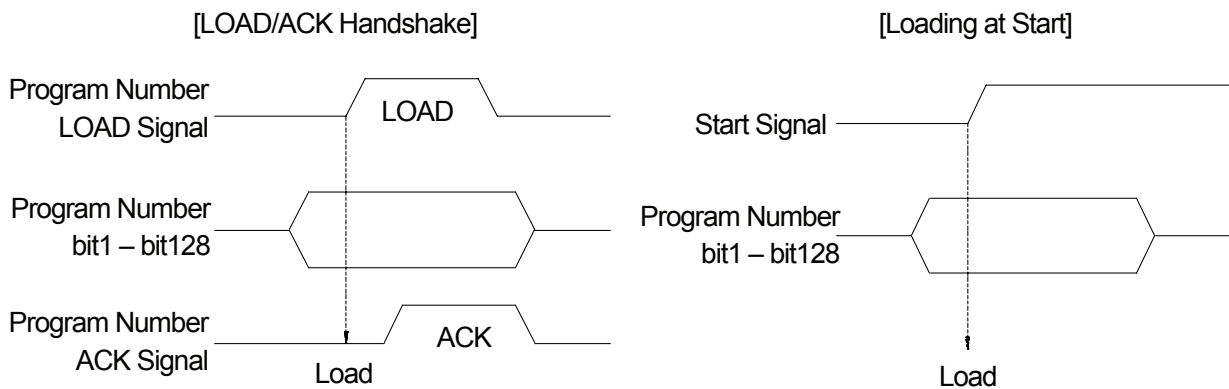 [LOAD/ACK Handshake]
Program Number
LOAD Signal
LOAD
Program Number
bit1 – bit128
Program Number
ACK Signal
ACK
Load
[Loading at Start]
Start Signal
Program Number
bit1 – bit128
Load